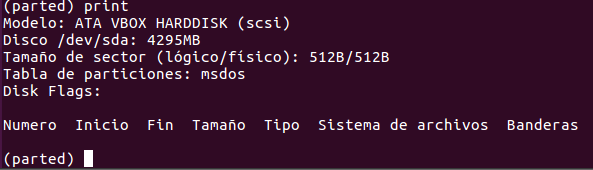 (parted) print
Modelo: ATA VBOX HARDDISK (scsi)
Disco /dev/sda: 4295MB
Tamaño de sector (lógico/físico): 512B/512B
Tabla de particiones: msdos
Disk Flags:
Numero  Inicio  Fin  Tamaño  Tipo  Sistema de archivos  Banderas
(parted)